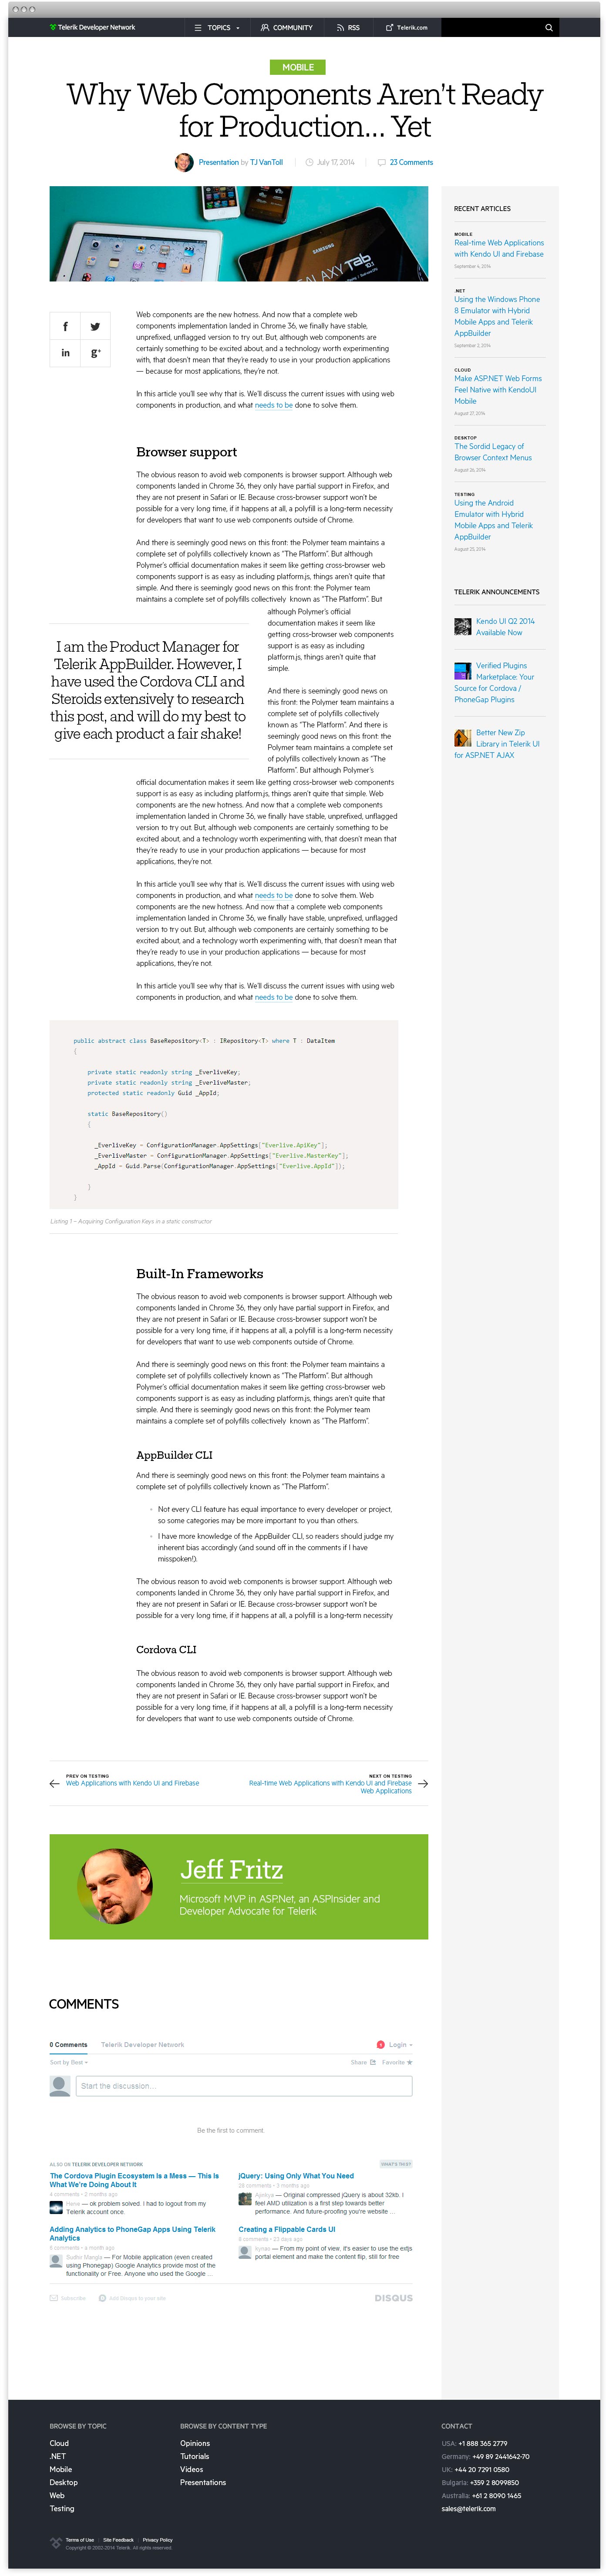 Telerik Developer Network
TOPICS
COMMUNITY
RSS
Telerik.com
MOBILE
Why Web Components Aren't Ready
for Production... Yet
Presentation by TJ VanToll
July 17, 2014
23 Comments
SAMSUNG
GALAXY Tab
Web components are the new hotness. And now that a complete web
components implementation landed in Chrome 36, we finally have stable,
unprefixed, unflagged version to try out. But, although web components are
certainly something to be excited about, and a technology worth experimenting
with, that doesn't mean that they're ready to use in your production applications
— because for most applications, they're not.
In this article you'll see why that is. We'll discuss the current issues with using web
components in production, and what needs to be done to solve them.
Browser support
The obvious reason to avoid web components is browser support. Although web
components landed in Chrome 36, they only have partial support in Firefox, and
they are not present in Safari or IE. Because cross-browser support won't be
possible for a very long time, if it happens at all, a polyfill is a long-term necessity
for developers that want to use web components outside of Chrome.
And there is seemingly good news on this front: the Polymer team maintains a
complete set of polyfills collectively known as "The Platform". But although
Polymer's official documentation makes it seem like getting cross-browser web
components support is as easy as including platform.js, things aren't quite that
simple. And there is seemingly good news on this front: the Polymer team
maintains a complete set of polyfills collectively known as "The Platform". But
although Polymer's official
documentation makes it seem like
getting cross-browser web components
support is as easy as including
platform.js, things aren't quite that
simple.
I am the Product Manager for
Telerik AppBuilder. However, I
have used the Cordova CLI and
Steroids extensively to research
this post, and will do my best to
give each product a fair shake!
And there is seemingly good news on
this front: the Polymer team maintains a
complete set of polyfills collectively
known as "The Platform". And there is
seemingly good news on this front: the
Polymer team maintains a complete set
of polyfills collectively known as "The
Platform". But although Polymer's
official documentation makes it seem like getting cross-browser web components
support is as easy as including platform.js, things aren't quite that simple. Web
components are the new hotness. And now that a complete web components
implementation landed in Chrome 36, we finally have stable, unprefixed, unflagged
version to try out. But, although web components are certainly something to be
excited about, and a technology worth experimenting with, that doesn't mean that
they're ready to use in your production applications — because for most
applications, they're not.
In this article you'll see why that is. We'll discuss the current issues with using web
components in production, and what needs to be done to solve them. Web
components are the new hotness. And now that a complete web components
implementation landed in Chrome 36, we finally have stable, unprefixed, unflagged
version to try out. But, although web components are certainly something to be
excited about, and a technology worth experimenting with, that doesn't mean that
they're ready to use in your production applications — because for most
applications, they're not.
In this article you'll see why that is. We'll discuss the current issues with using web
components in production, and what needs to be done to solve them.
public abstract class BaseRepository<T> : IRepository<T> where T : DataItem
{
private static readonly string _EverliveKey;
private static readonly string _EverliveMaster;
protected static readonly Guid _AppId;
static BaseRepository()
{
_EverliveKey = ConfigurationManager.AppSettings["Everlive.ApiKey"];
_EverliveMaster = ConfigurationManager.AppSettings["Everlive.MasterKey"];
_AppId = Guid.Parse(ConfigurationManager.AppSettings["Everlive.AppId"]);
}
}
Listing 1 – Acquiring Configuration Keys in a static constructor
Built-In Frameworks
The obvious reason to avoid web components is browser support. Although web
components landed in Chrome 36, they only have partial support in Firefox, and
they are not present in Safari or IE. Because cross-browser support won't be
possible for a very long time, if it happens at all, a polyfill is a long-term necessity
for developers that want to use web components outside of Chrome.
And there is seemingly good news on this front: the Polymer team maintains a
complete set of polyfills collectively known as "The Platform". But although
Polymer's official documentation makes it seem like getting cross-browser web
components support is as easy as including platform.js, things aren't quite that
simple. And there is seemingly good news on this front: the Polymer team
maintains a complete set of polyfills collectively known as "The Platform".
AppBuilder CLI
And there is seemingly good news on this front: the Polymer team maintains a
complete set of polyfills collectively known as "The Platform".
Not every CLI feature has equal importance to every developer or project,
so some categories may be more important to you than others.
I have more knowledge of the AppBuilder CLI, so readers should judge my
inherent bias accordingly (and sound off in the comments if I have
misspoken!).
The obvious reason to avoid web components is browser support. Although web
components landed in Chrome 36, they only have partial support in Firefox, and
they are not present in Safari or IE. Because cross-browser support won't be
possible for a very long time, if it happens at all, a polyfill is a long-term necessity
Cordova CLI
The obvious reason to avoid web components is browser support. Although web
components landed in Chrome 36, they only have partial support in Firefox, and
they are not present in Safari or IE. Because cross-browser support won't be
possible for a very long time, if it happens at all, a polyfill is a long-term necessity
for developers that want to use web components outside of Chrome.
PREV ON TESTING
Web Applications with Kendo UI and Firebase
NEXT ON TESTING
Real-time Web Applications with Kendo UI and Firebase
Web Applications
Jeff Fritz
Microsoft MVP in ASP.Net, an ASPInsider and
Developer Advocate for Telerik
COMMENTS
0 Comments
Telerik Developer Network
1
Login
Sort by Best
Share
Favorite
Start the discussion...
Be the first to comment.
ALSO ON TELERIK DEVELOPER NETWORK
WHAT'S THIS?
The Cordova Plugin Ecosystem Is a Mess — This Is
What We're Doing About It
4 comments • 2 months ago
— ok problem solved. I had to logout from my
Telerik account once.
jQuery: Using Only What You Need
28 comments • 3 months ago
Ajinkya — Original compressed jQuery is about 32kb. I
feel AMD utilization is a first step towards better
performance. And future-proofing you're website ...
Adding Analytics to PhoneGap Apps Using Telerik
Analytics
6 comments • a month ago
Sudhir Mangla — For Mobile application (even created
using Phonegap) Google Analytics provide most of the
functionality or Free. Anyone who used the Google ...
Creating a Flippable Cards UI
8 comments • 23 days ago
kynao — From my point of view, it's easier to use the extjs
portal element and make the content flip, still for free
Subscribe
Add Disqus to your site
DISQUS
RECENT ARTICLES
MOBILE
Real-time Web Applications
with Kendo UI and Firebase
September 4, 2014
.NET
Using the Windows Phone
8 Emulator with Hybrid
Mobile Apps and Telerik
AppBuilder
September 2, 2014
CLOUD
Make ASP.NET Web Forms
Feel Native with KendoUI
Mobile
August 27, 2014
DESKTOP
The Sordid Legacy of
Browser Context Menus
August 26, 2014
TESTING
Using the Android
Emulator with Hybrid
Mobile Apps and Telerik
AppBuilder
August 25, 2014
TELERIK ANNOUNCEMENTS
Kendo UI Q2 2014
Available Now
Verified Plugins
Marketplace: Your
Source for Cordova /
PhoneGap Plugins
Better New Zip
Library in Telerik UI
for ASP.NET AJAX
BROWSE BY TOPIC
Cloud
.NET
Mobile
Desktop
Web
Testing
BROWSE BY CONTENT TYPE
Opinions
Tutorials
Videos
Presentations
CONTACT
USA: +1 888 365 2779
Germany: +49 89 2441642-70
UK: +44 20 7291 0580
Bulgaria: +359 2 8099850
Australia: +61 2 8090 1465
sales@telerik.com
Terms of Use
Site Feedback
Privacy Policy
Copyright © 2002-2014 Telerik. All rights reserved.